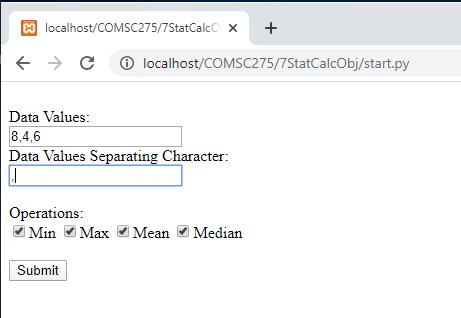 localhost/COMSC275/7StatCalcO
localhost/COMSC275/7StatCalcObj/start.py
Data Values:
8,4,6
Data Values Separating Character:
,
Operations:
Min Max Mean Median
Submit